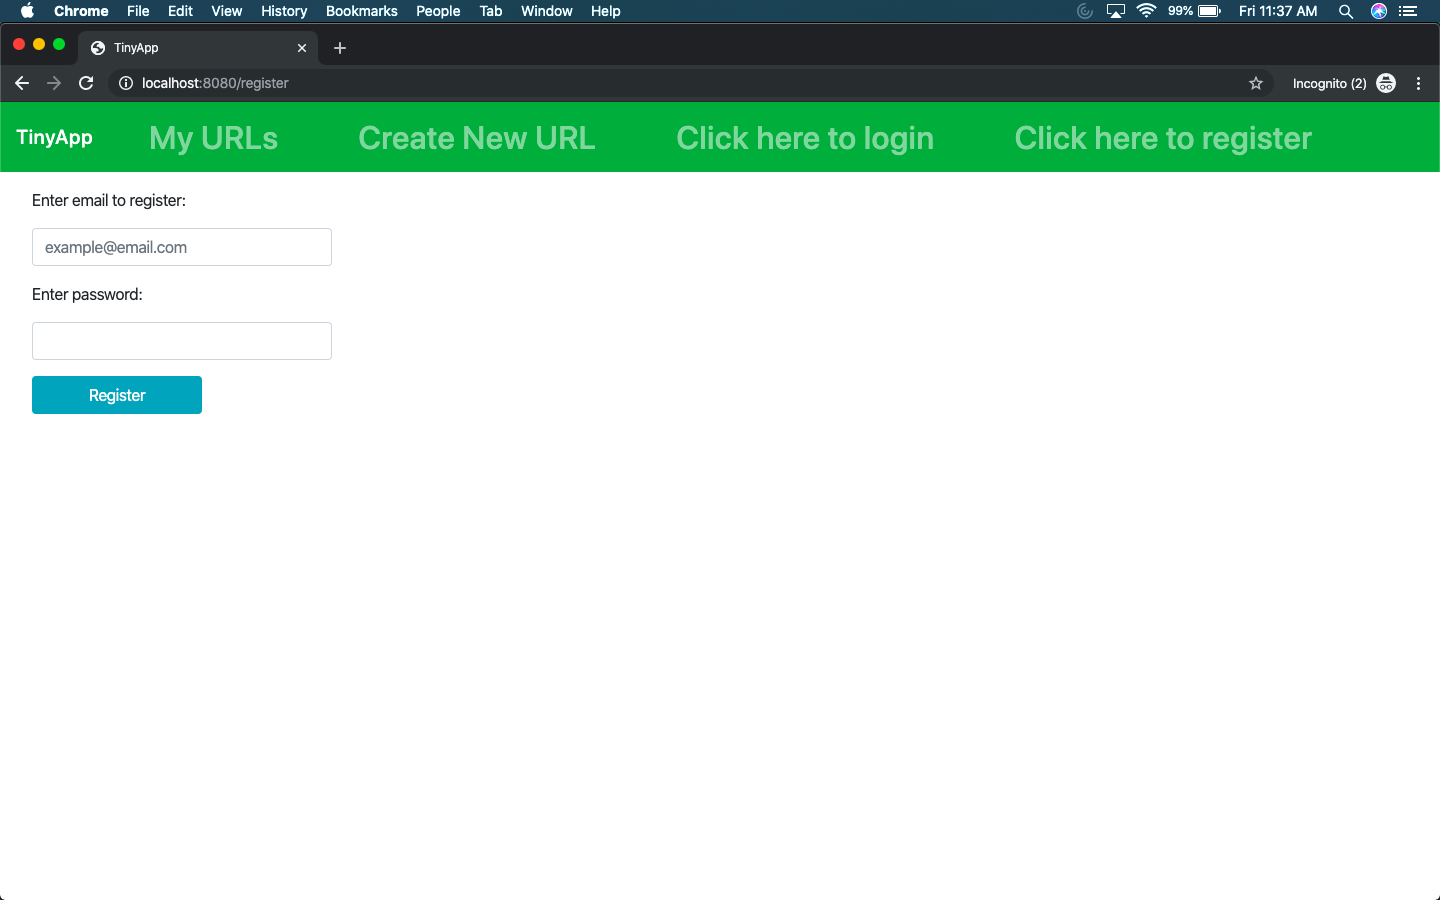 Chrome File Edit View History Bookmarks People Tab Window Help 99% Fri 11:37 AM
TinyApp
localhost:8080/register Incognito (2)
TinyApp My URLs Create New URL Click here to login Click here to register
Enter email to register:
example@email.com
Enter password:
Register